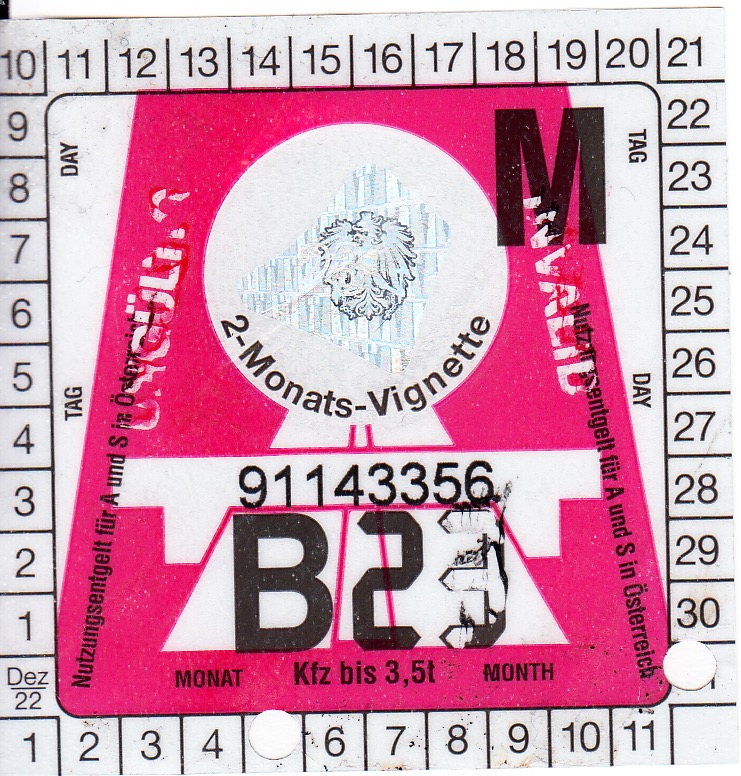 10 11 12 13 14 15 16 17 18 19 20 21
9
8
7
6
5
4
3
2
1
Dez
22
22
23
24
25
26
27
28
29
30
1 2 3 4 6 7 8 9 10 11
DAY
TAG
TAG
DAY
M
INVALID
2-Monats-Vignette
Nutzungsentgelt für A und S in Österreich
Nutzungsentgelt für A und S in Österreich
91143356
B23
MONAT Kfz bis 3,5t MONTH